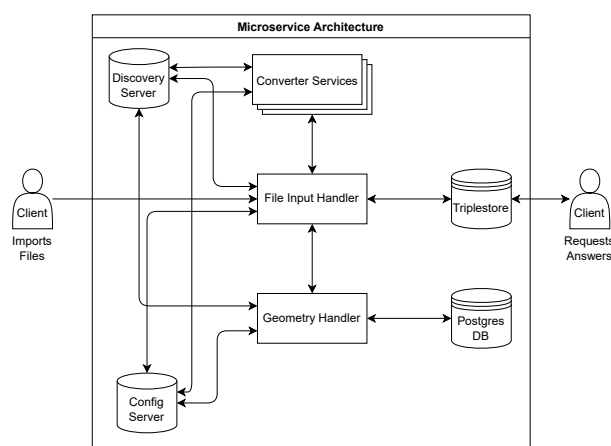 Microservice Architecture
Discovery
Server
Converter Services
Client
Imports
Files
File Input Handler
Triplestore
Client
Requests
Answers
Geometry Handler
Postgres
DB
Config
Server